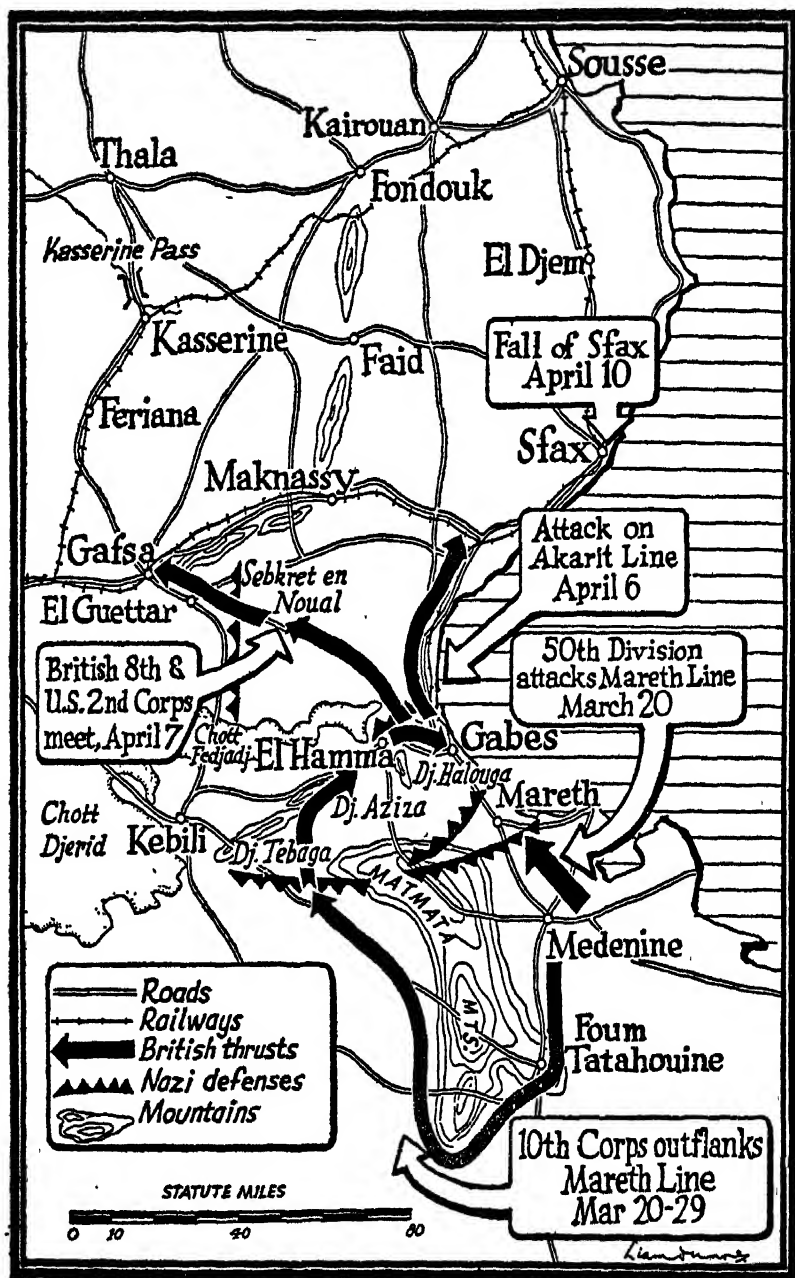 Sousse
Kairouan
Thala
Fondouk
Kasserine Pass
El Djem
Kasserine
Faid
Fall of Sfax
April 10
Feriana
Sfax
Maknassy
Gafsa
Attack on
Akarit Line
April 6
Sebkret en
Noual
El Guettar
British 8th &
U.S. 2nd Corps
meet, April 7
50th Division
attacks Mareth Line
March 20
Chott
Fedjadj
El Hamma
Gabes
Dj. Halouga
Dj. Aziza
Mareth
Chott
Djerid
Kebili
Dj. Tebaga
MATMATA
MTS.
Medenine
Foum
Tatahouine
Roads
Railways
British thrusts
Nazi defenses
Mountains
10th Corps outflanks
Mareth Line
Mar 20-29
STATUTE MILES
0 10 40 80